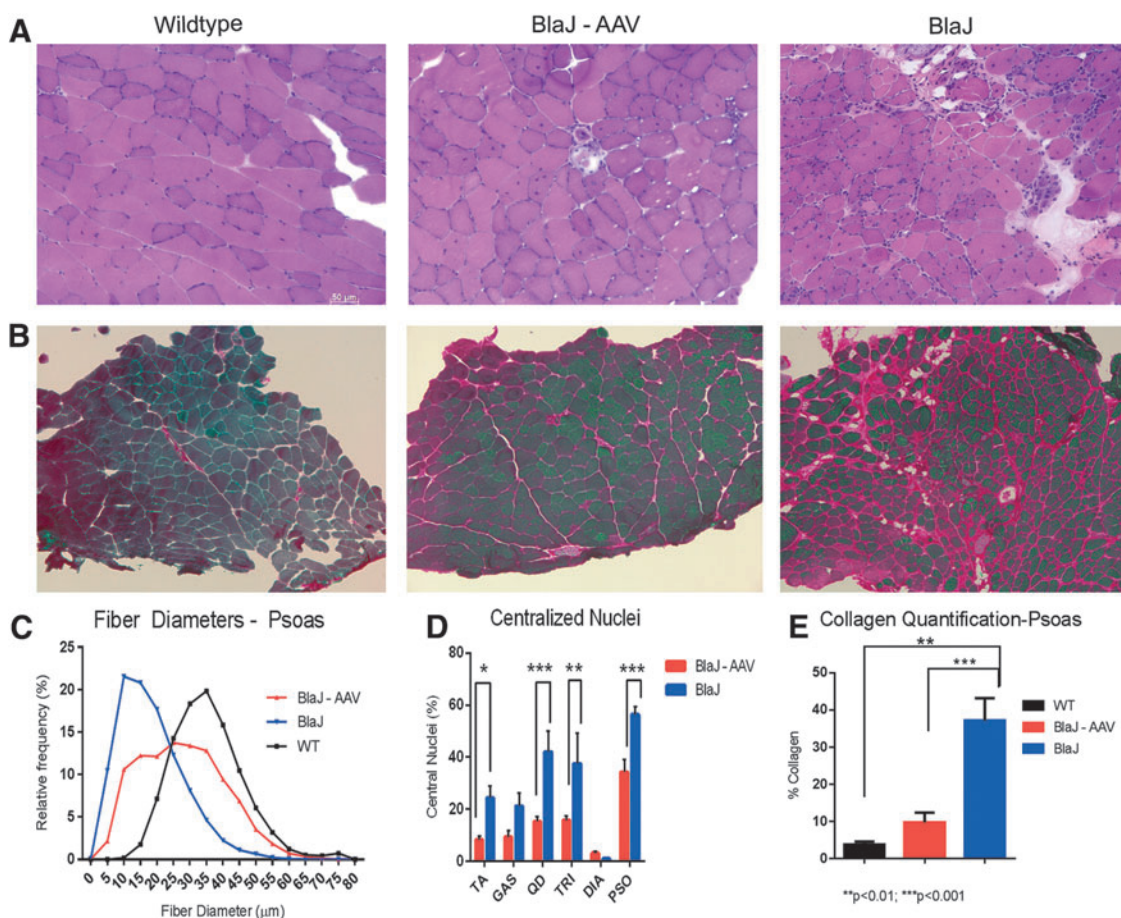 Wildtype
BlaJ - AAV
BlaJ
A
50 µm
B
C
Fiber Diameters - Psoas
Relative frequency (%)
25
20
15
10
5
0
BlaJ - AAV
BlaJ
WT
0 5 10 15 20 25 30 35 40 45 50 55 60 65 70 75 80
Fiber Diameter (µm)
D
Centralized Nuclei
Central Nuclei (%)
80
60
40
20
0
* *** ** ***
BlaJ - AAV
BlaJ
TA GAS QD TRI DIA PSO
E
Collagen Quantification-Psoas
**
***
% Collagen
50
40
30
20
10
0
WT
BlaJ - AAV
BlaJ
**p<0.01; ***p<0.001